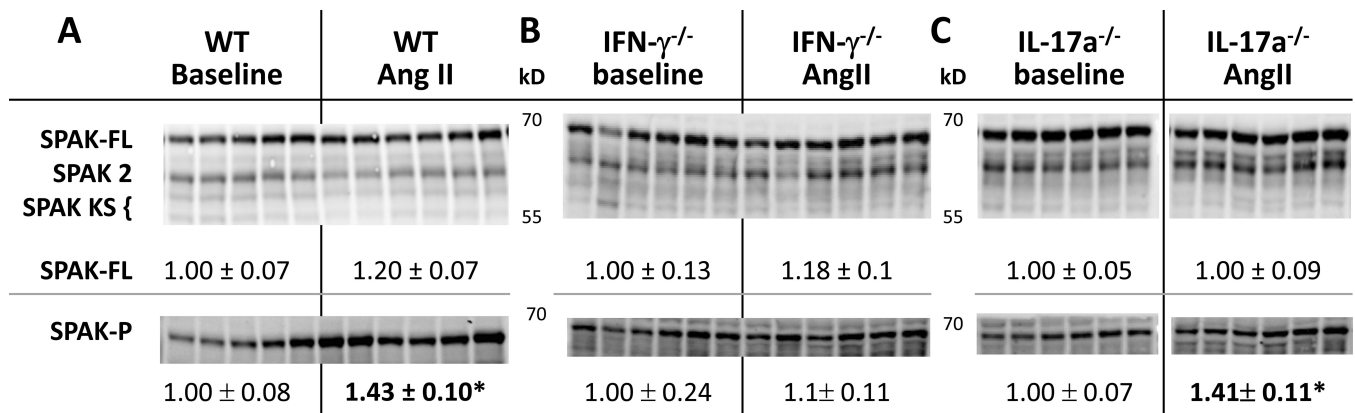 A
WT
Baseline
WT
Ang II
B
kD
IFN-γ-/-
baseline
IFN-γ-/-
AngII
C
kD
IL-17a-/-
baseline
IL-17a-/-
AngII
SPAK-FL
SPAK 2
SPAK KS {
70
55
70
55
SPAK-FL 1.00 ± 0.07 1.20 ± 0.07 1.00 ± 0.13 1.18 ± 0.1 1.00 ± 0.05 1.00 ± 0.09
SPAK-P
70
70
1.00 ± 0.08 1.43 ± 0.10* 1.00 ± 0.24 1.1± 0.11 1.00 ± 0.07 1.41± 0.11*